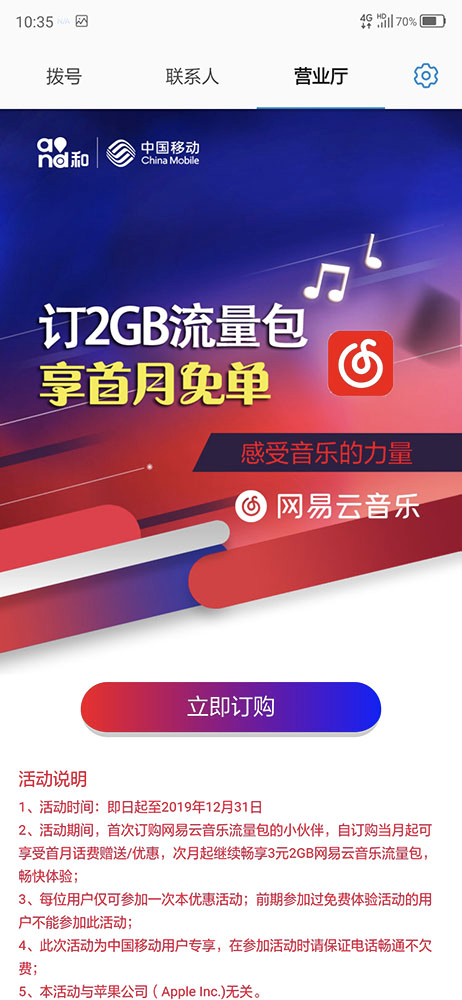 10:35
4G HD 70%
拨号 联系人 营业厅
and和 中国移动
China Mobile
订2GB流量包
享首月免单
感受音乐的力量
网易云音乐
立即订购
活动说明
1、活动时间：即日起至2019年12月31日
2、活动期间，首次订购网易云音乐流量包的小伙伴，自订购当月起可
享受首月话费赠送/优惠，次月起继续畅享3元2GB网易云音乐流量包，
畅快体验；
3、每位用户仅可参加一次本优惠活动；前期参加过免费体验活动的用
户不能参加此活动；
4、此次活动为中国移动用户专享，在参加活动时请保证电话畅通不欠
费；
5、本活动与苹果公司（Apple Inc.)无关。